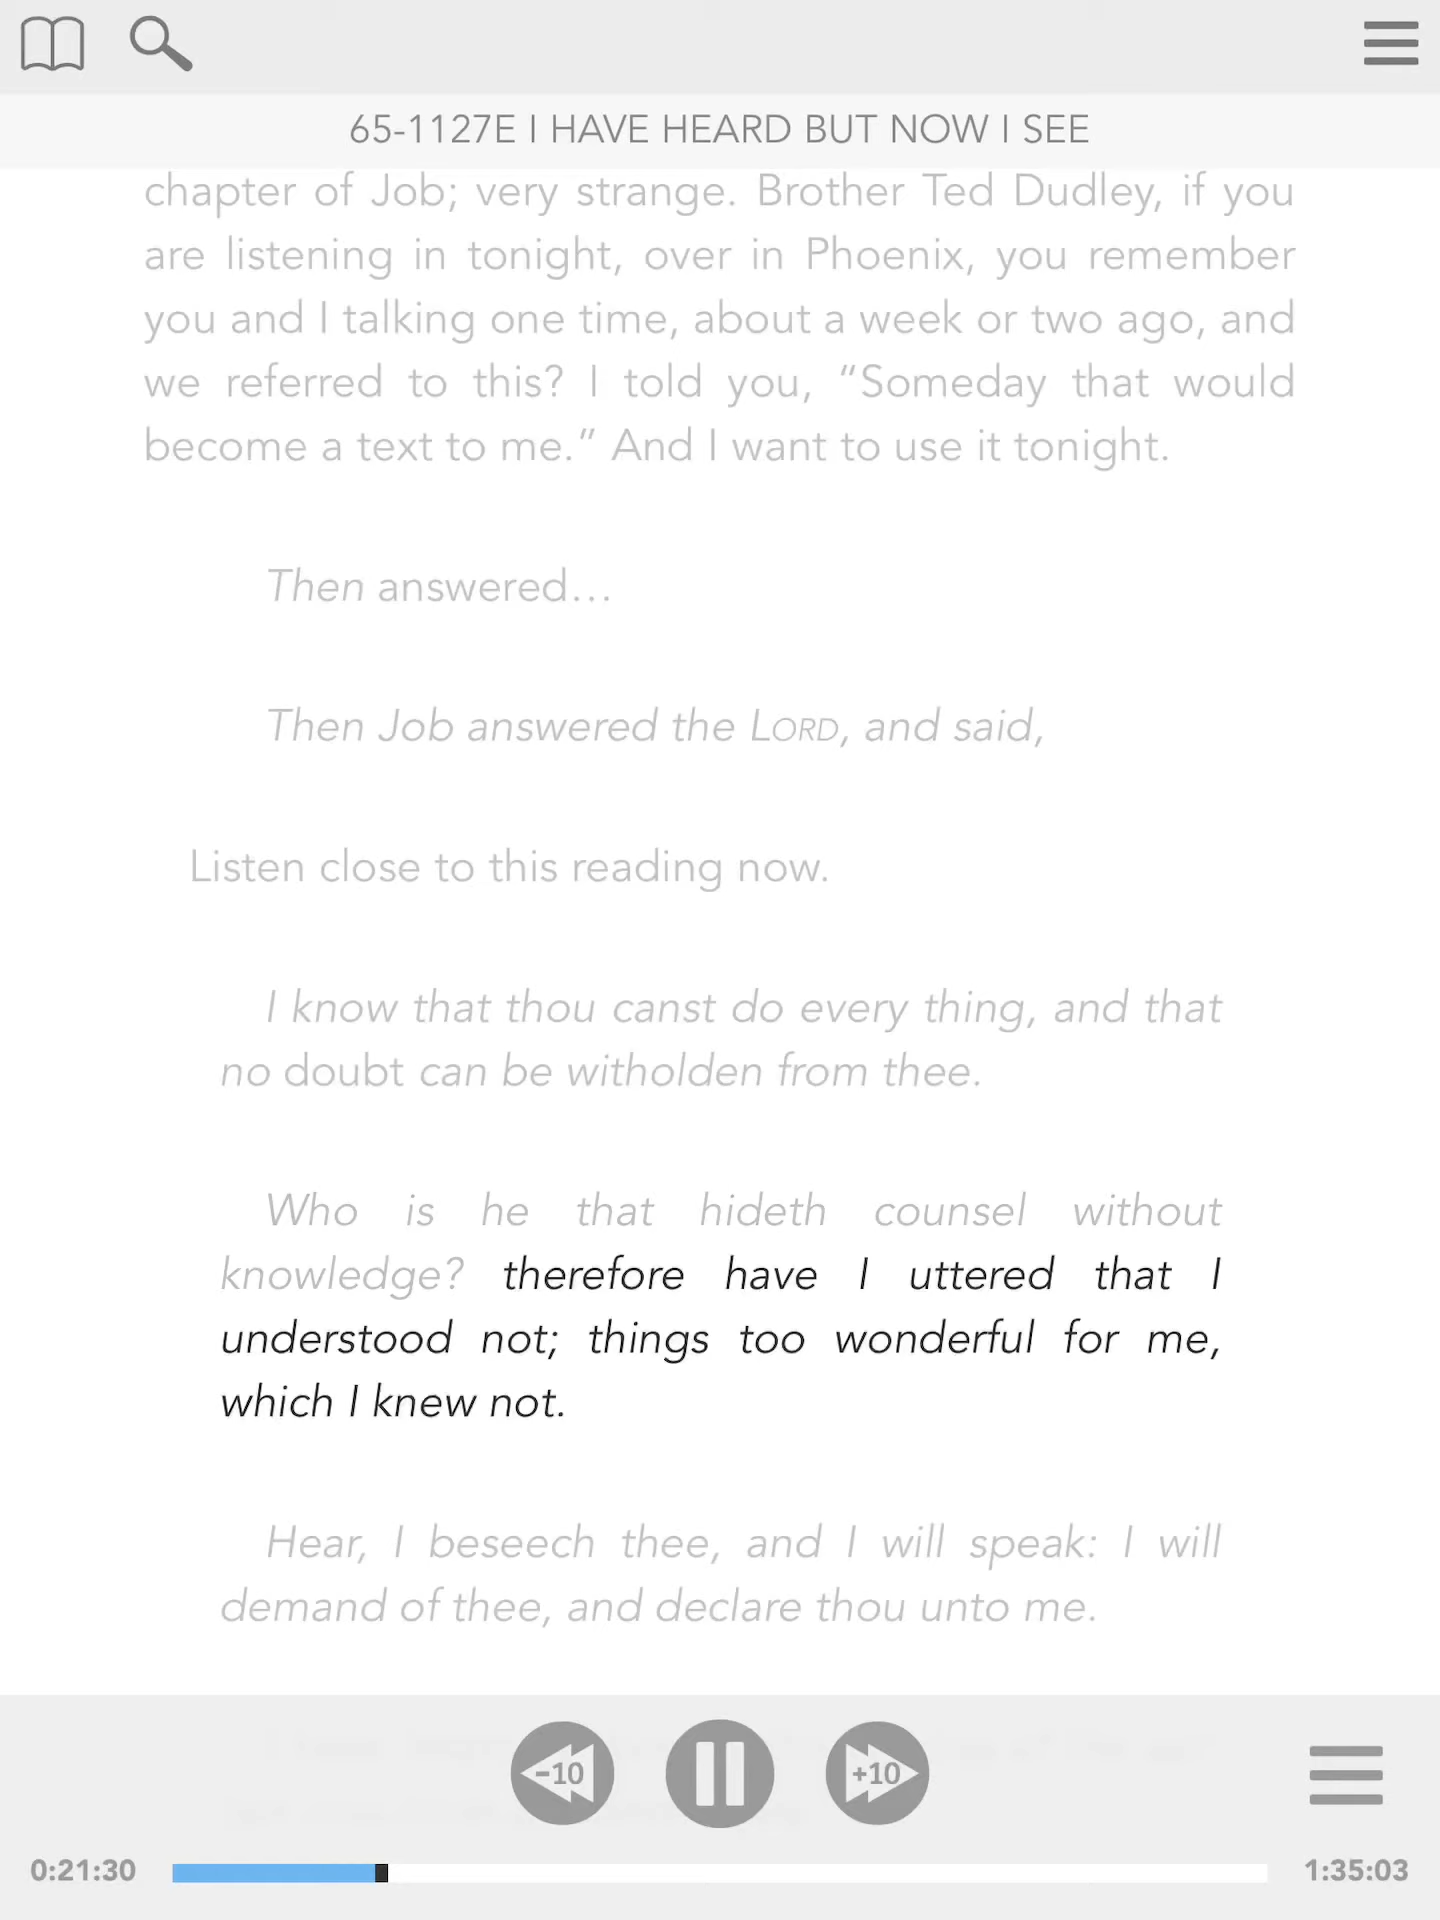 65-1127E I HAVE HEARD BUT NOW I SEE
chapter of Job; very strange. Brother Ted Dudley, if you
are listening in tonight, over in Phoenix, you remember
you and I talking one time, about a week or two ago, and
we referred to this? I told you, “Someday that would
become a text to me.” And I want to use it tonight.
Then answered…
Then Job answered the LORD, and said,
Listen close to this reading now.
I know that thou canst do every thing, and that
no doubt can be witholden from thee.
Who is he that hideth counsel without
knowledge? therefore have I uttered that I
understood not; things too wonderful for me,
which I knew not.
Hear, I beseech thee, and I will speak: I will
demand of thee, and declare thou unto me.
-10 +10
0:21:30 1:35:03